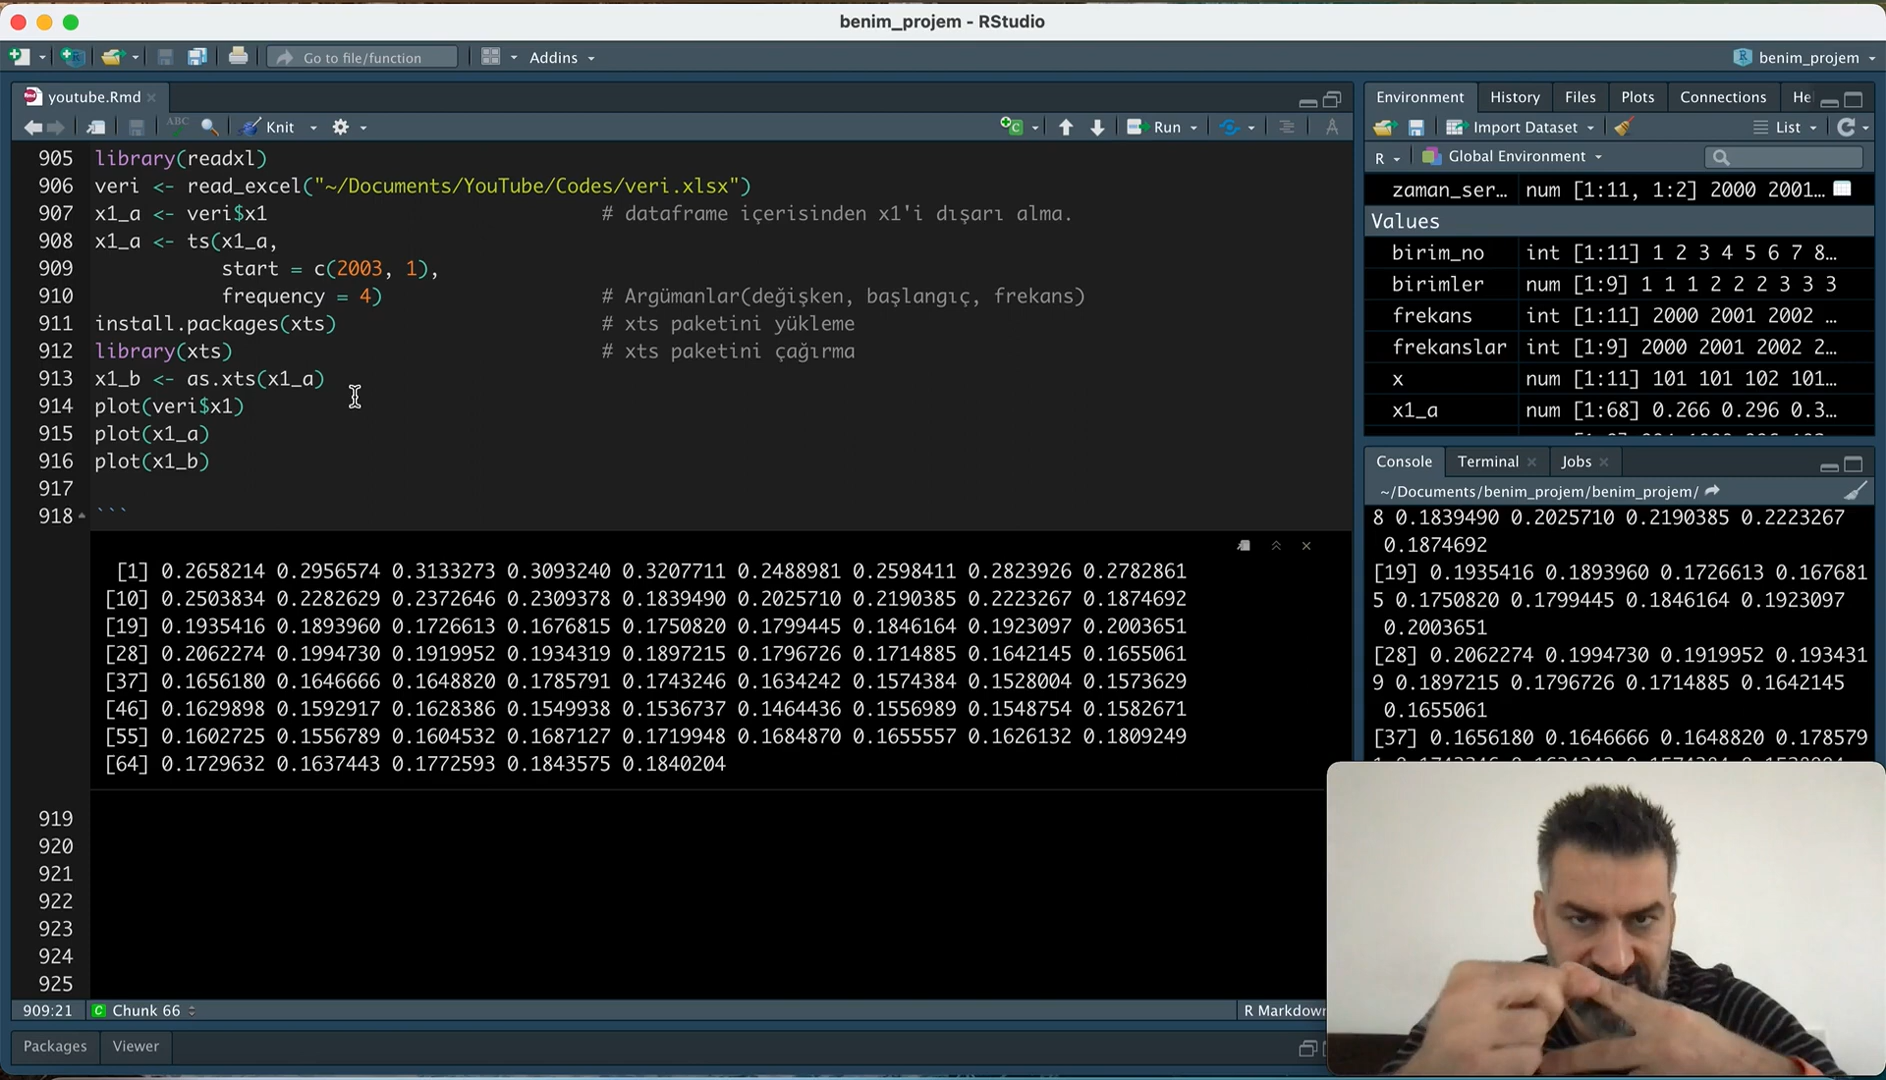 benim_projem - RStudio
Go to file/function
Addins
benim_projem
youtube.Rmd
Knit
Run
905 library(readxl)
906 veri <- read_excel("~/Documents/YouTube/Codes/veri.xlsx")
907 x1_a <- veri$x1 # dataframe içerisinden x1'i dışarı alma.
908 x1_a <- ts(x1_a,
909 start = c(2003, 1),
910 frequency = 4) # Argümanlar(değişken, başlangıç, frekans)
911 install.packages(xts) # xts paketini yükleme
912 library(xts) # xts paketini çağırma
913 x1_b <- as.xts(x1_a)
914 plot(veri$x1)
915 plot(x1_a)
916 plot(x1_b)
917
918 ```
[1] 0.2658214 0.2956574 0.3133273 0.3093240 0.3207711 0.2488981 0.2598411 0.2823926 0.2782861
[10] 0.2503834 0.2282629 0.2372646 0.2309378 0.1839490 0.2025710 0.2190385 0.2223267 0.1874692
[19] 0.1935416 0.1893960 0.1726613 0.1676815 0.1750820 0.1799445 0.1846164 0.1923097 0.2003651
[28] 0.2062274 0.1994730 0.1919952 0.1934319 0.1897215 0.1796726 0.1714885 0.1642145 0.1655061
[37] 0.1656180 0.1646666 0.1648820 0.1785791 0.1743246 0.1634242 0.1574384 0.1528004 0.1573629
[46] 0.1629898 0.1592917 0.1628386 0.1549938 0.1536737 0.1464436 0.1556989 0.1548754 0.1582671
[55] 0.1602725 0.1556789 0.1604532 0.1687127 0.1719948 0.1684870 0.1655557 0.1626132 0.1809249
[64] 0.1729632 0.1637443 0.1772593 0.1843575 0.1840204
919
920
921
922
923
924
925
909:21 Chunk 66 R Markdown
Packages Viewer
Environment History Files Plots Connections He
Import Dataset List
R Global Environment
zaman_ser… num [1:11, 1:2] 2000 2001…
Values
birim_no int [1:11] 1 2 3 4 5 6 7 8…
birimler num [1:9] 1 1 1 2 2 2 3 3 3
frekans int [1:11] 2000 2001 2002 …
frekanslar int [1:9] 2000 2001 2002 2…
x num [1:11] 101 101 102 101…
x1_a num [1:68] 0.266 0.296 0.3…
Console Terminal Jobs
~/Documents/benim_projem/benim_projem/
8 0.1839490 0.2025710 0.2190385 0.2223267
0.1874692
[19] 0.1935416 0.1893960 0.1726613 0.167681
5 0.1750820 0.1799445 0.1846164 0.1923097
0.2003651
[28] 0.2062274 0.1994730 0.1919952 0.193431
9 0.1897215 0.1796726 0.1714885 0.1642145
0.1655061
[37] 0.1656180 0.1646666 0.1648820 0.178579